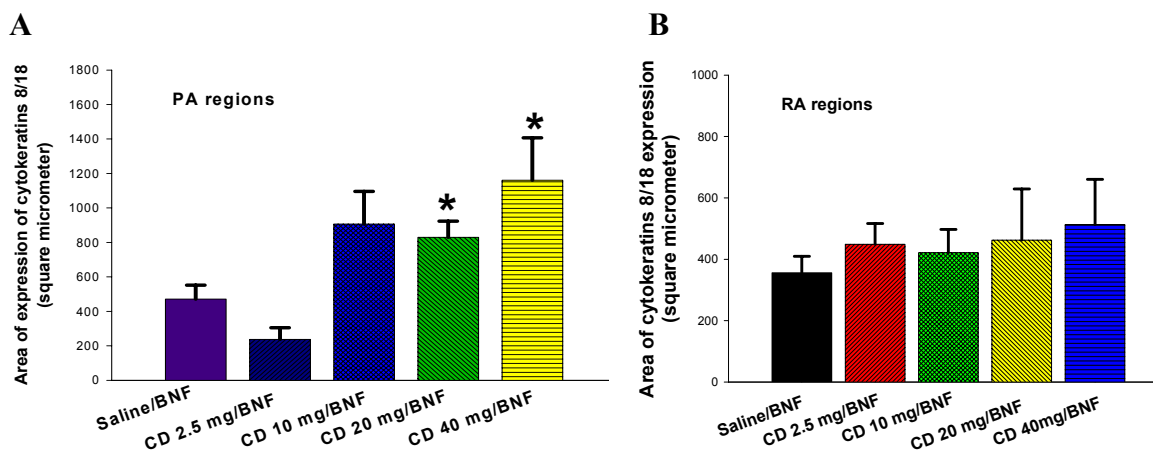 A
Area of expression of cytokeratins 8/18
(square micrometer)
1800
1600
1400
1200
1000
800
600
400
200
0
PA regions
*
*
Saline/BNF
CD 2.5 mg/BNF
CD 10 mg/BNF
CD 20 mg/BNF
CD 40 mg/BNF
B
Area of cytokeratins 8/18 expression
(square micrometer)
1000
800
600
400
200
0
RA regions
Saline/BNF
CD 2.5 mg/BNF
CD 10 mg/BNF
CD 20 mg/BNF
CD 40mg/BNF